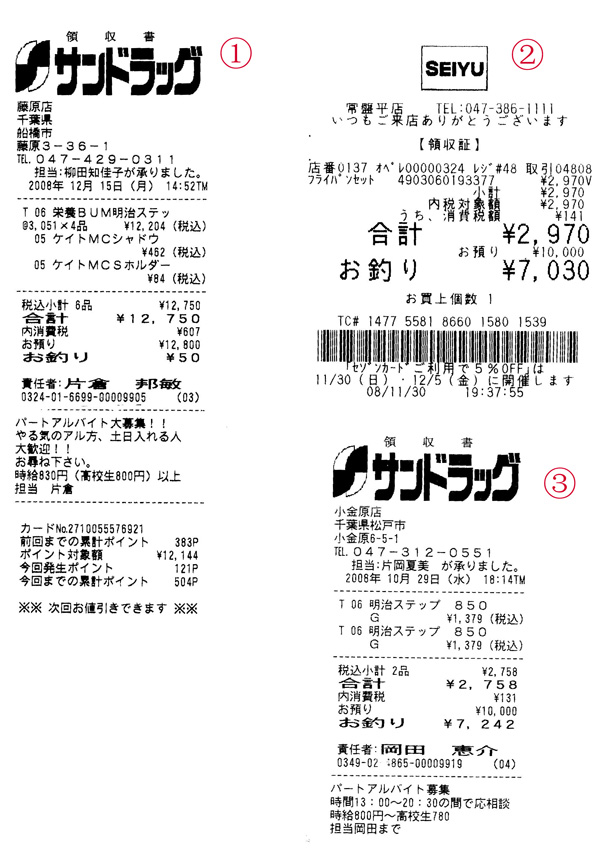 ①
領収書
サンドラッグ
藤原店
千葉県
船橋市
藤原3-36-1
TEL.047-429-0311
担当:柳田知佳子が承りました。
2008年 12月 15日(月) 14:52TM
T 06 栄養BUM明治ステッ
@3,051×4品 ¥12,204 (税込)
05 ケイトMCシャドウ
¥462 (税込)
05 ケイトMCSホルダー
¥84 (税込)
税込小計 6品 ¥12,750
合計 ¥12,750
内消費税 ¥607
お預り ¥12,800
お釣り ¥50
責任者:片倉 邦敏
0324-01-6699-00009905 (03)
パートアルバイト大募集!!
やる気のアル方、土日入れる人
大歓迎!!
お尋ね下さい。
時給830円(高校生800円)以上
担当 片倉
カードNo.2710055576921
前回までの累計ポイント 383P
ポイント対象額 ¥12,144
今回発生ポイント 121P
今回までの累計ポイント 504P
※※ 次回お値引きできます ※※
②
SEIYU
常盤平店 TEL:047-386-1111
いつもご来店ありがとうございます
【領収証】
店番0137 オペレ00000324 レジ#48 取引04808
フライパンセット 4903060193377 ¥2,970V
小計 ¥2,970
内税対象額 ¥2,970
うち、消費税額 ¥141
合計 ¥2,970
お預り ¥10,000
お釣り ¥7,030
お買上個数 1
TC# 1477 5581 8660 1580 1539
「セゾンカードご利用で5%OFF」は
11/30(日)・12/5(金)に開催します
08/11/30 19:37:55
③
領収書
サンドラッグ
小金原店
千葉県松戸市
小金原6-5-1
TEL.047-312-0551
担当:片岡夏美 が承りました。
2008年 10月 29日(水) 18:14TM
T 06 明治ステップ 850
G ¥1,379 (税込)
T 06 明治ステップ 850
G ¥1,379 (税込)
税込小計 2品 ¥2,758
合計 ¥2,758
内消費税 ¥131
お預り ¥10,000
お釣り ¥7,242
責任者:岡田 恵介
0349-02 865-00009919 (04)
パートアルバイト募集
時間13:00～20:30の間で応相談
時給800円～高校生780
担当岡田まで